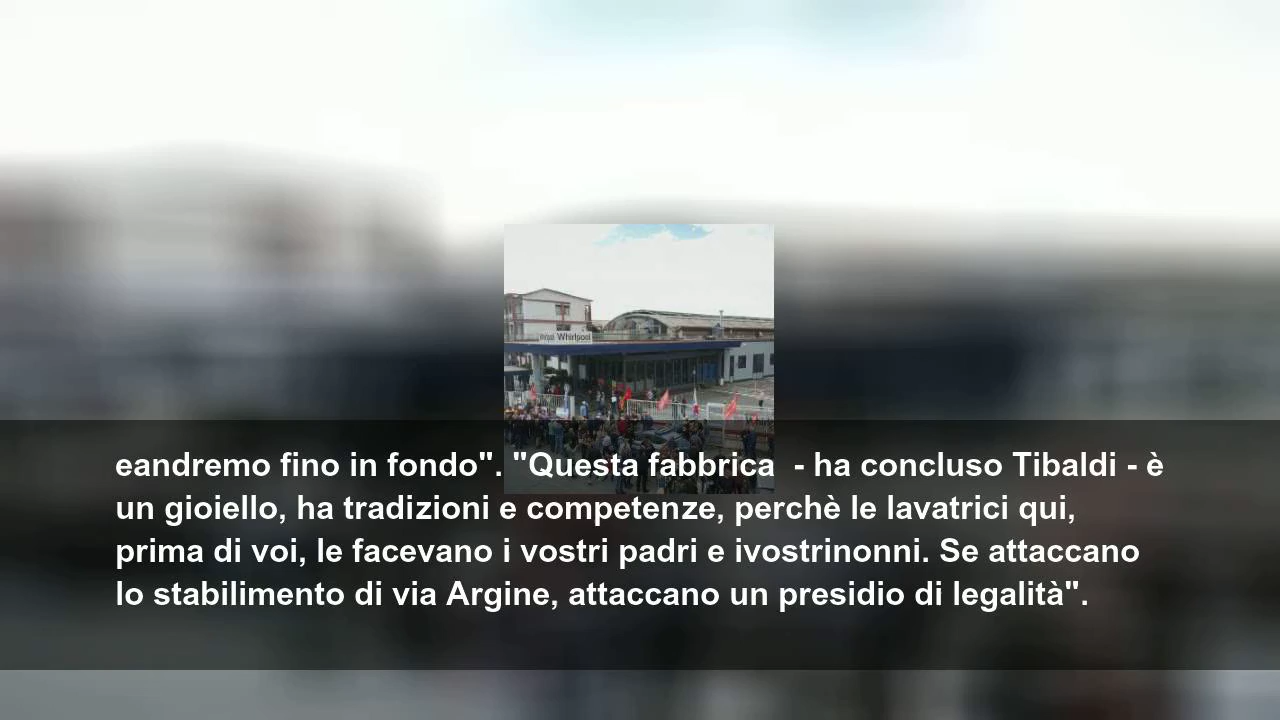 Whirlpool
eandremo fino in fondo". "Questa fabbrica  - ha concluso Tibaldi - è
un gioiello, ha tradizioni e competenze, perchè le lavatrici qui,
prima di voi, le facevano i vostri padri e ivostrinonni. Se attaccano
lo stabilimento di via Argine, attaccano un presidio di legalità".